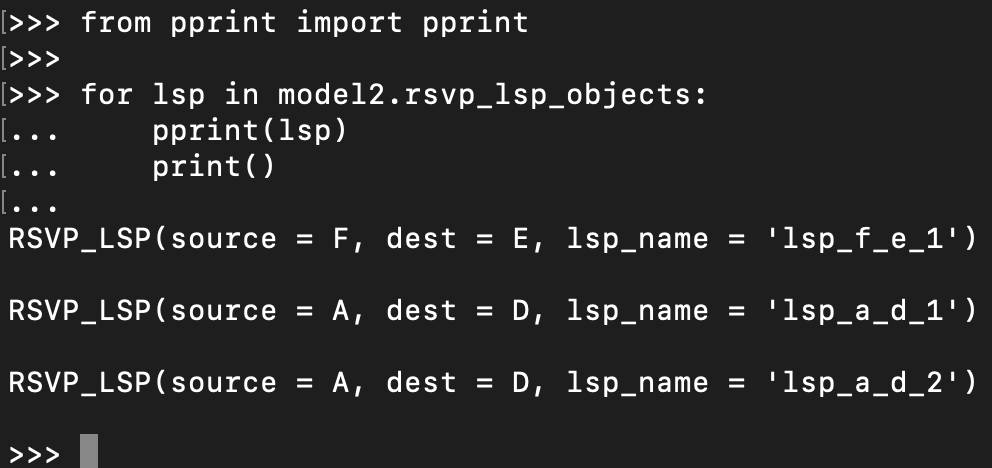 [>>> from pprint import pprint
[>>>
[>>> for lsp in model2.rsvp_lsp_objects:
[...     pprint(lsp)
[...     print()
[...
RSVP_LSP(source = F, dest = E, lsp_name = 'lsp_f_e_1')
RSVP_LSP(source = A, dest = D, lsp_name = 'lsp_a_d_1')
RSVP_LSP(source = A, dest = D, lsp_name = 'lsp_a_d_2')
>>>